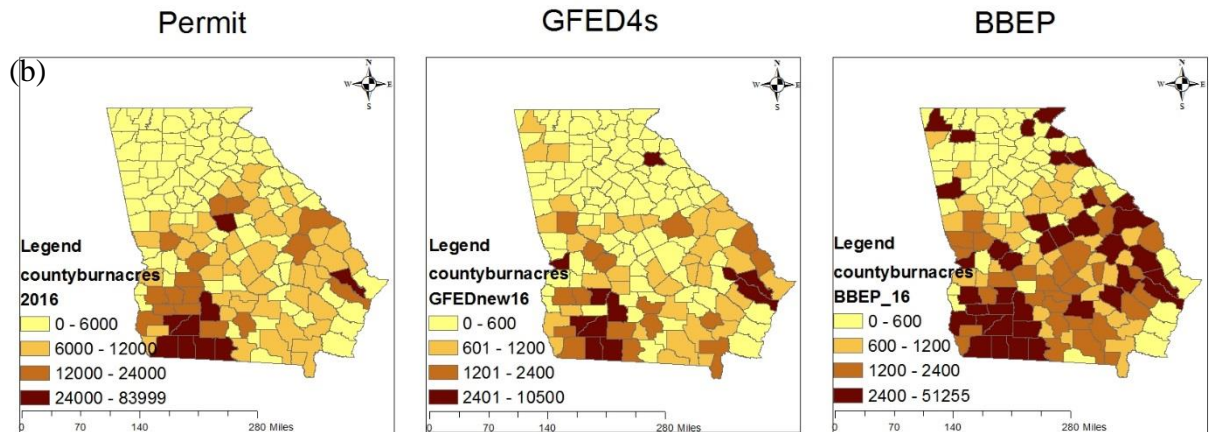 Permit
GFED4s
BBEP
(b)
N
W E
S
Legend
countyburnacres
2016
0 - 6000
6000 - 12000
12000 - 24000
24000 - 83999
0 70 140 280 Miles
N
W E
S
Legend
countyburnacres
GFEDnew16
0 - 600
601 - 1200
1201 - 2400
2401 - 10500
0 70 140 280 Miles
N
W E
S
Legend
countyburnacres
BBEP_16
0 - 600
600 - 1200
1200 - 2400
2400 - 51255
0 70 140 280 Miles